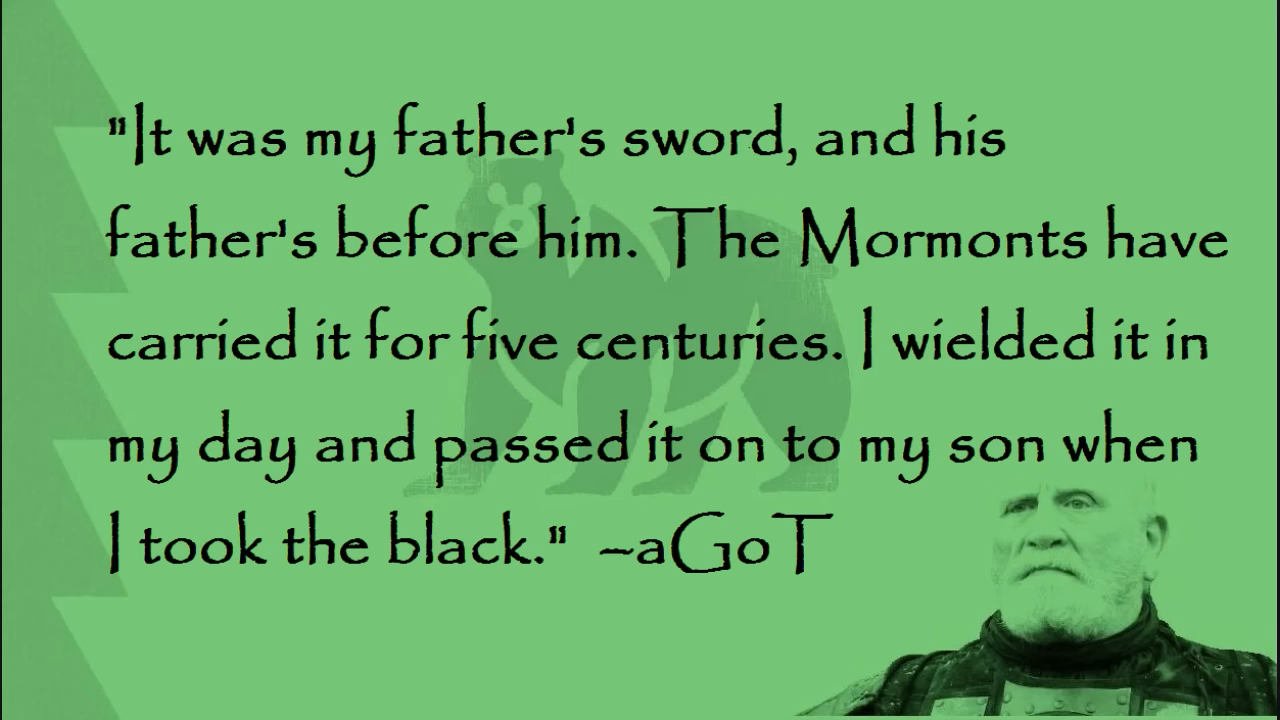 "It was my father's sword, and his
father's before him. The Mormonts have
carried it for five centuries. I wielded it in
my day and passed it on to my son when
I took the black." –aGoT